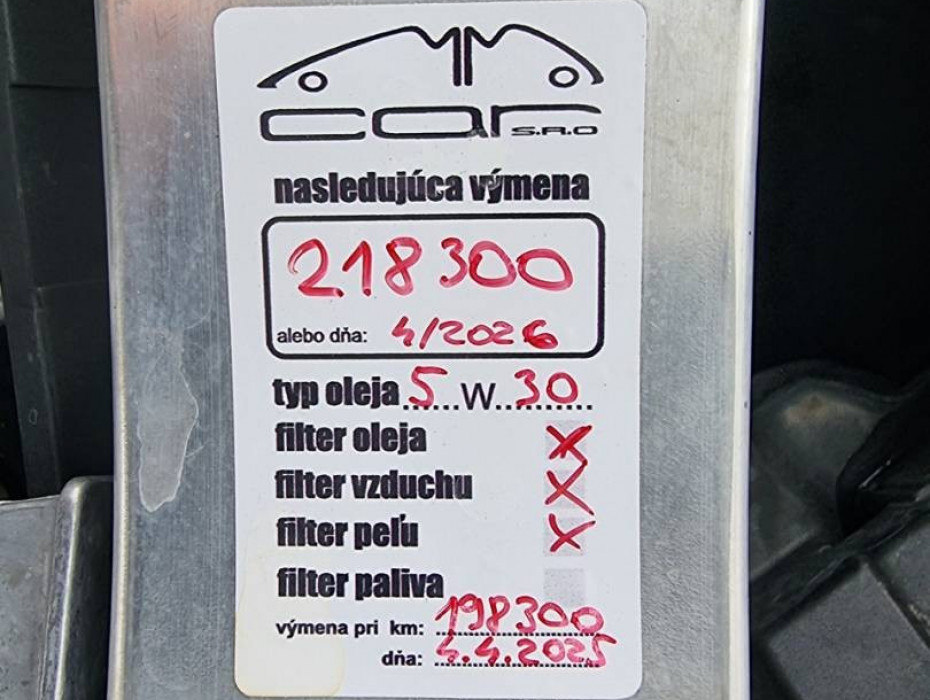 car s.r.o
nasledujúca výmena
218300
alebo dňa: 4/2026
typ oleja 5 W 30
filter oleja X
filter vzduchu X
filter peľu X
filter paliva
výmena pri km: 198300
dňa: 4.4.2025